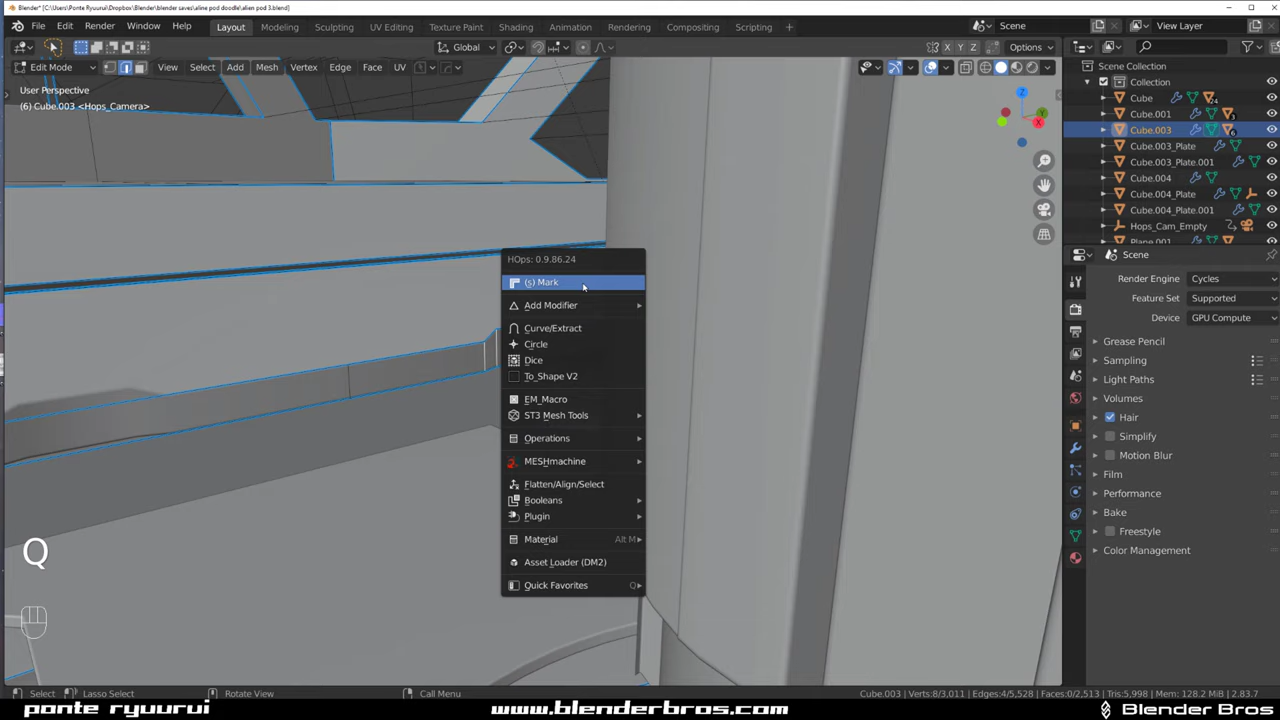 Blender* [C:\Users\Ponte Ryuurui\Dropbox\Blender\blender saves\aline pod doodle\alien pod 3.blend]
File Edit Render Window Help Layout Modeling Sculpting UV Editing Texture Paint Shading Animation Rendering Compositing Scripting + Scene View Layer
Global X Y Z Options
Edit Mode View Select Add Mesh Vertex Edge Face UV
User Perspective
(6) Cube.003 <Hops_Camera>
Z
Y
X
HOps: 0.9.86.24
(s) Mark
Add Modifier
Curve/Extract
Circle
Dice
To_Shape V2
EM_Macro
ST3 Mesh Tools
Operations
MESHmachine
Flatten/Align/Select
Booleans
Plugin
Material Alt M
Asset Loader (DM2)
Quick Favorites Q
Q
Scene Collection
Collection
Cube 24
Cube.001 3
Cube.003 6
Cube.003_Plate
Cube.003_Plate.001
Cube.004
Cube.004_Plate
Cube.004_Plate.001
Hops_Cam_Empty
Plane.001
Scene
Render Engine Cycles
Feature Set Supported
Device GPU Compute
Grease Pencil
Sampling
Light Paths
Volumes
Hair
Simplify
Motion Blur
Film
Performance
Bake
Freestyle
Color Management
Select Lasso Select Rotate View Call Menu Cube.003 | Verts:8/3,011 | Edges:4/5,528 | Faces:0/2,513 | Tris:5,998 | Mem: 128.2 MiB | 2.83.7
ponte ryuurui www.blenderbros.com Blender Bros